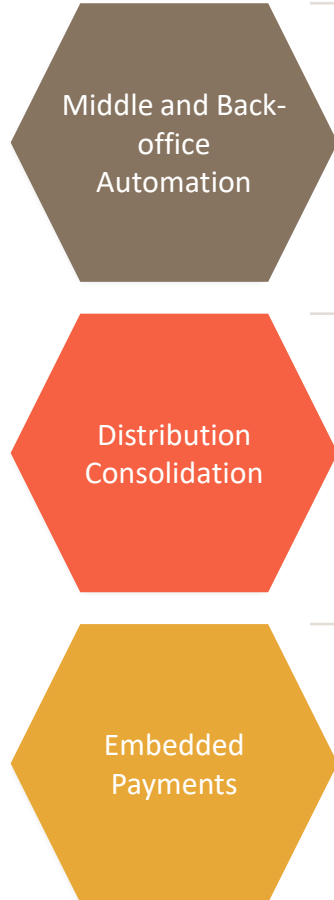 Middle and Back-
office
Automation
Distribution
Consolidation
Embedded
Payments